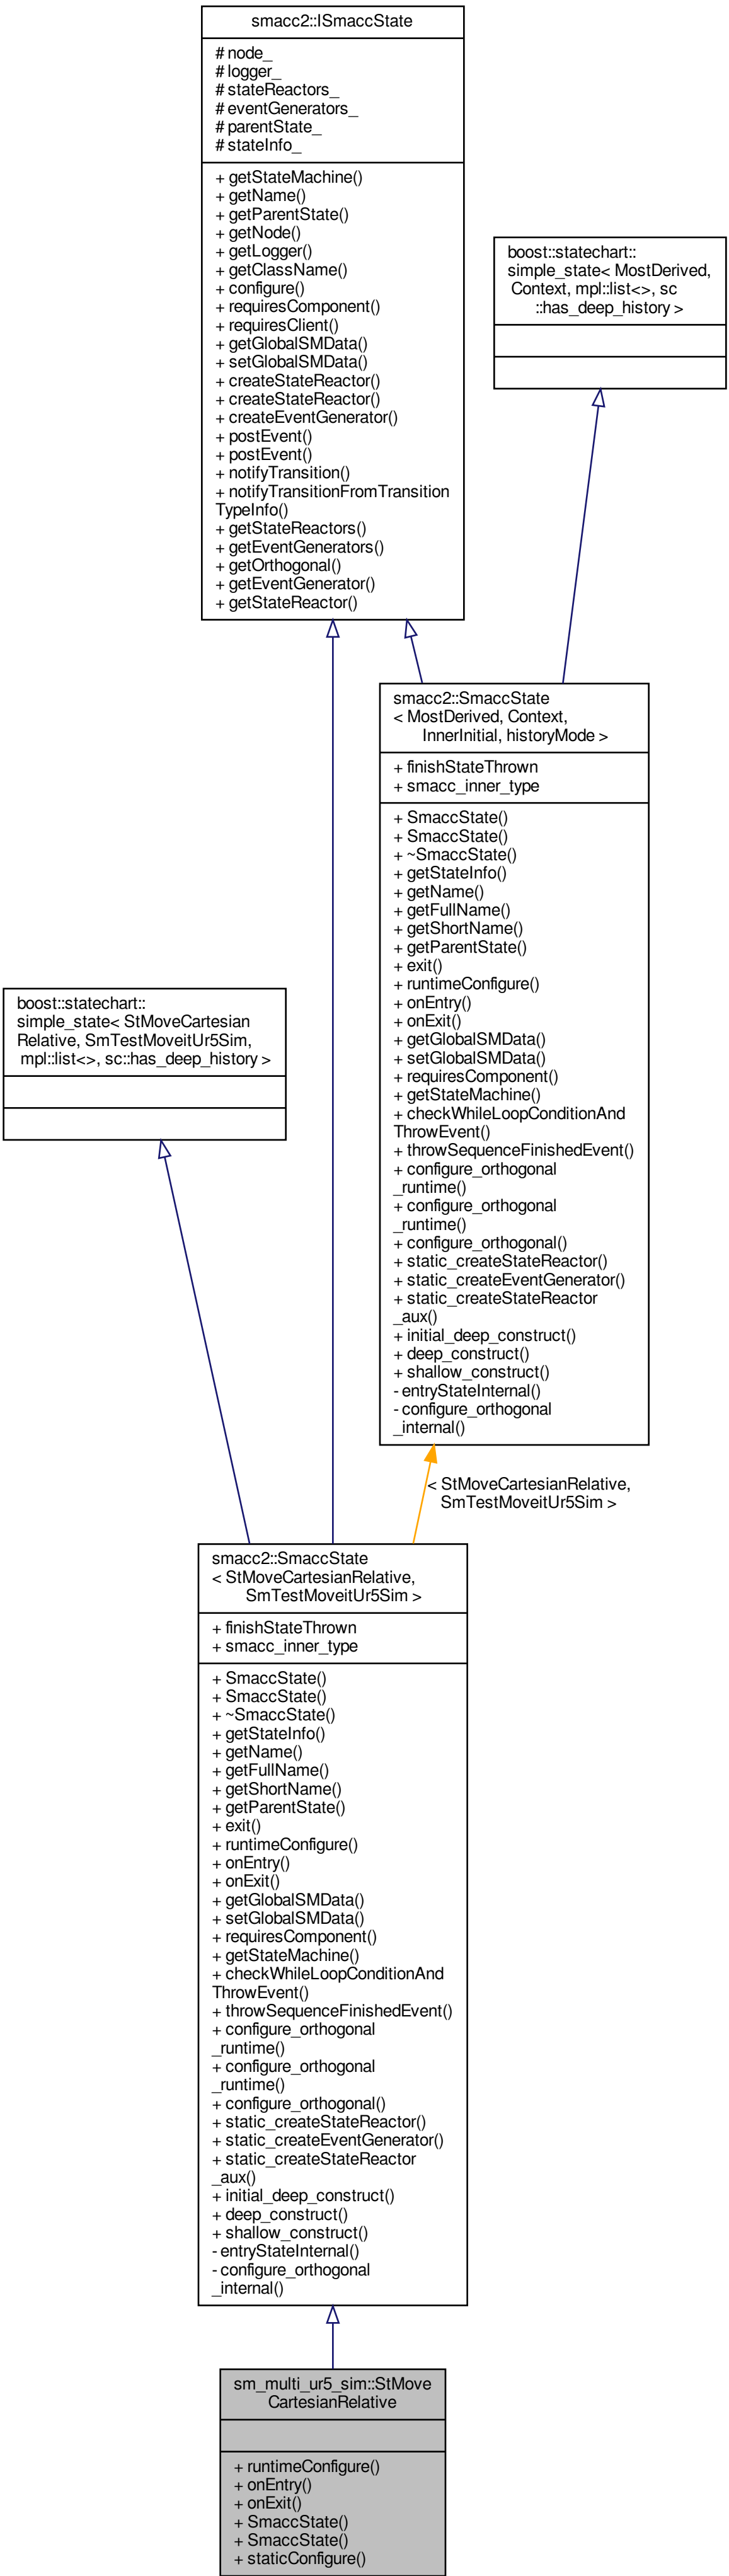 smacc2::ISmaccState
# node_
# logger_
# stateReactors_
# eventGenerators_
# parentState_
# stateInfo_
+ getStateMachine()
+ getName()
+ getParentState()
+ getNode()
+ getLogger()
+ getClassName()
+ configure()
+ requiresComponent()
+ requiresClient()
+ getGlobalSMData()
+ setGlobalSMData()
+ createStateReactor()
+ createStateReactor()
+ createEventGenerator()
+ postEvent()
+ postEvent()
+ notifyTransition()
+ notifyTransitionFromTransition
TypeInfo()
+ getStateReactors()
+ getEventGenerators()
+ getOrthogonal()
+ getEventGenerator()
+ getStateReactor()
boost::statechart::
simple_state< MostDerived,
Context, mpl::list<>, sc
::has_deep_history >
smacc2::SmaccState
< MostDerived, Context,
InnerInitial, historyMode >
+ finishStateThrown
+ smacc_inner_type
+ SmaccState()
+ SmaccState()
+ ~SmaccState()
+ getStateInfo()
+ getName()
+ getFullName()
+ getShortName()
+ getParentState()
+ exit()
+ runtimeConfigure()
+ onEntry()
+ onExit()
+ getGlobalSMData()
+ setGlobalSMData()
+ requiresComponent()
+ getStateMachine()
+ checkWhileLoopConditionAnd
ThrowEvent()
+ throwSequenceFinishedEvent()
+ configure_orthogonal
_runtime()
+ configure_orthogonal
_runtime()
+ configure_orthogonal()
+ static_createStateReactor()
+ static_createEventGenerator()
+ static_createStateReactor
_aux()
+ initial_deep_construct()
+ deep_construct()
+ shallow_construct()
- entryStateInternal()
- configure_orthogonal
_internal()
boost::statechart::
simple_state< StMoveCartesian
Relative, SmTestMoveitUr5Sim,
mpl::list<>, sc::has_deep_history >
< StMoveCartesianRelative,
SmTestMoveitUr5Sim >
smacc2::SmaccState
< StMoveCartesianRelative,
SmTestMoveitUr5Sim >
+ finishStateThrown
+ smacc_inner_type
+ SmaccState()
+ SmaccState()
+ ~SmaccState()
+ getStateInfo()
+ getName()
+ getFullName()
+ getShortName()
+ getParentState()
+ exit()
+ runtimeConfigure()
+ onEntry()
+ onExit()
+ getGlobalSMData()
+ setGlobalSMData()
+ requiresComponent()
+ getStateMachine()
+ checkWhileLoopConditionAnd
ThrowEvent()
+ throwSequenceFinishedEvent()
+ configure_orthogonal
_runtime()
+ configure_orthogonal
_runtime()
+ configure_orthogonal()
+ static_createStateReactor()
+ static_createEventGenerator()
+ static_createStateReactor
_aux()
+ initial_deep_construct()
+ deep_construct()
+ shallow_construct()
- entryStateInternal()
- configure_orthogonal
_internal()
sm_multi_ur5_sim::StMove
CartesianRelative
+ runtimeConfigure()
+ onEntry()
+ onExit()
+ SmaccState()
+ SmaccState()
+ staticConfigure()